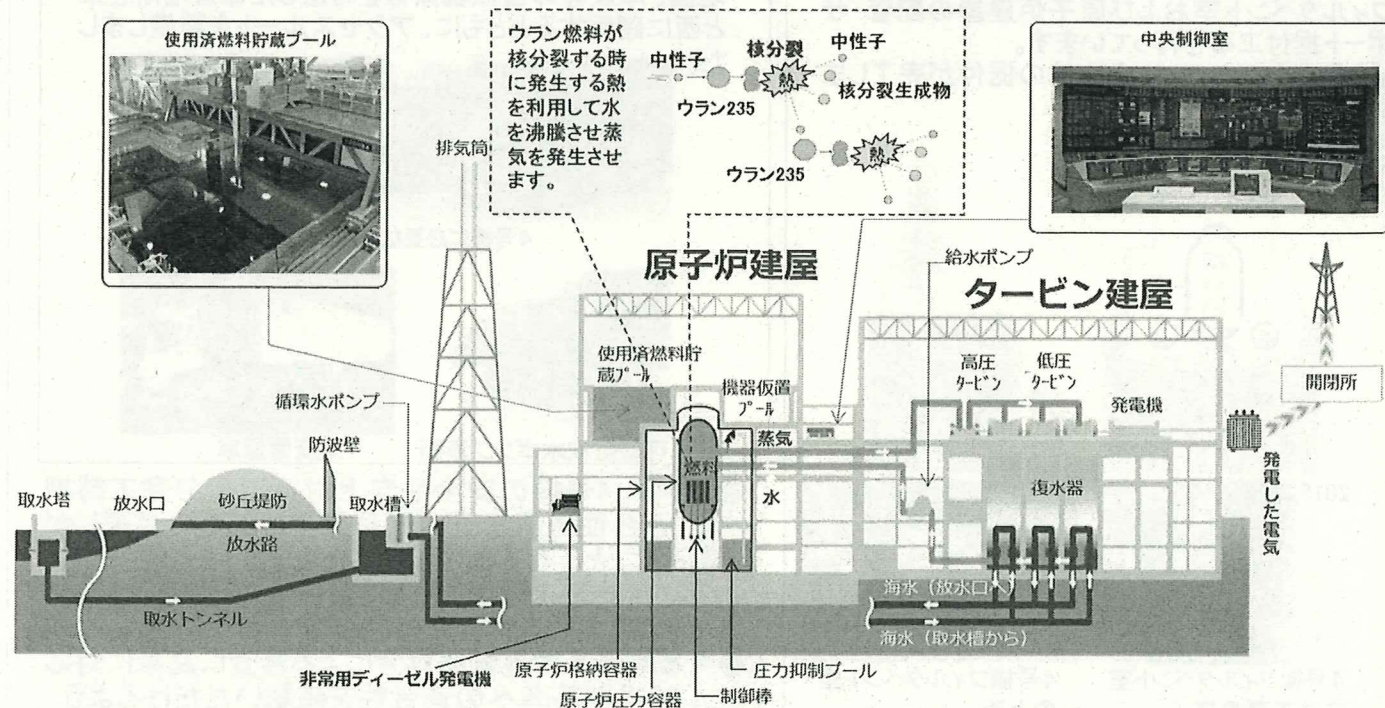 使用済燃料貯蔵プール
ウラン燃料が
核分裂する時
に発生する熱
を利用して水
を沸騰させ蒸
気を発生させ
ます。
中性子
核分裂
中性子
熱
核分裂生成物
ウラン235
熱
ウラン235
中央制御室
排気筒
原子炉建屋
給水ポンプ
タービン建屋
使用済燃料貯
蔵プール
機器仮置
プール
高圧
タービン
低圧
タービン
発電機
開閉所
循環水ポンプ
防波壁
蒸気
燃料
水
復水器
発電した電気
取水塔
放水口
砂丘堤防
取水槽
放水路
取水トンネル
海水（放水口へ）
海水（取水槽から）
非常用ディーゼル発電機
原子炉格納容器
原子炉圧力容器
制御棒
圧力抑制プール